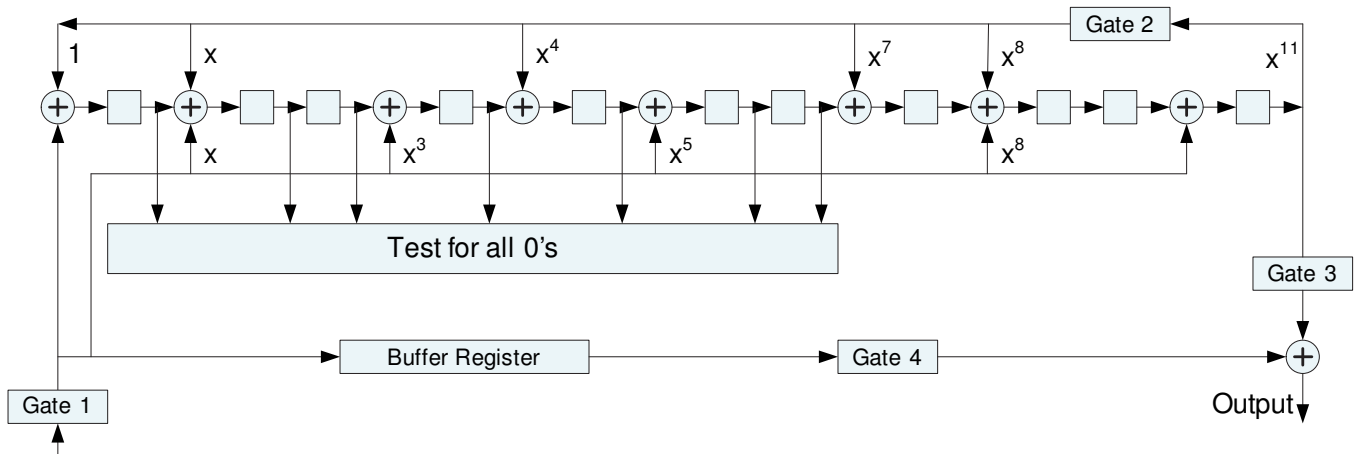 Gate 2
1
x
x⁴
x⁷
x⁸
x¹¹
x
x³
x⁵
x⁸
Test for all 0's
Gate 3
Buffer Register
Gate 4
Gate 1
Output